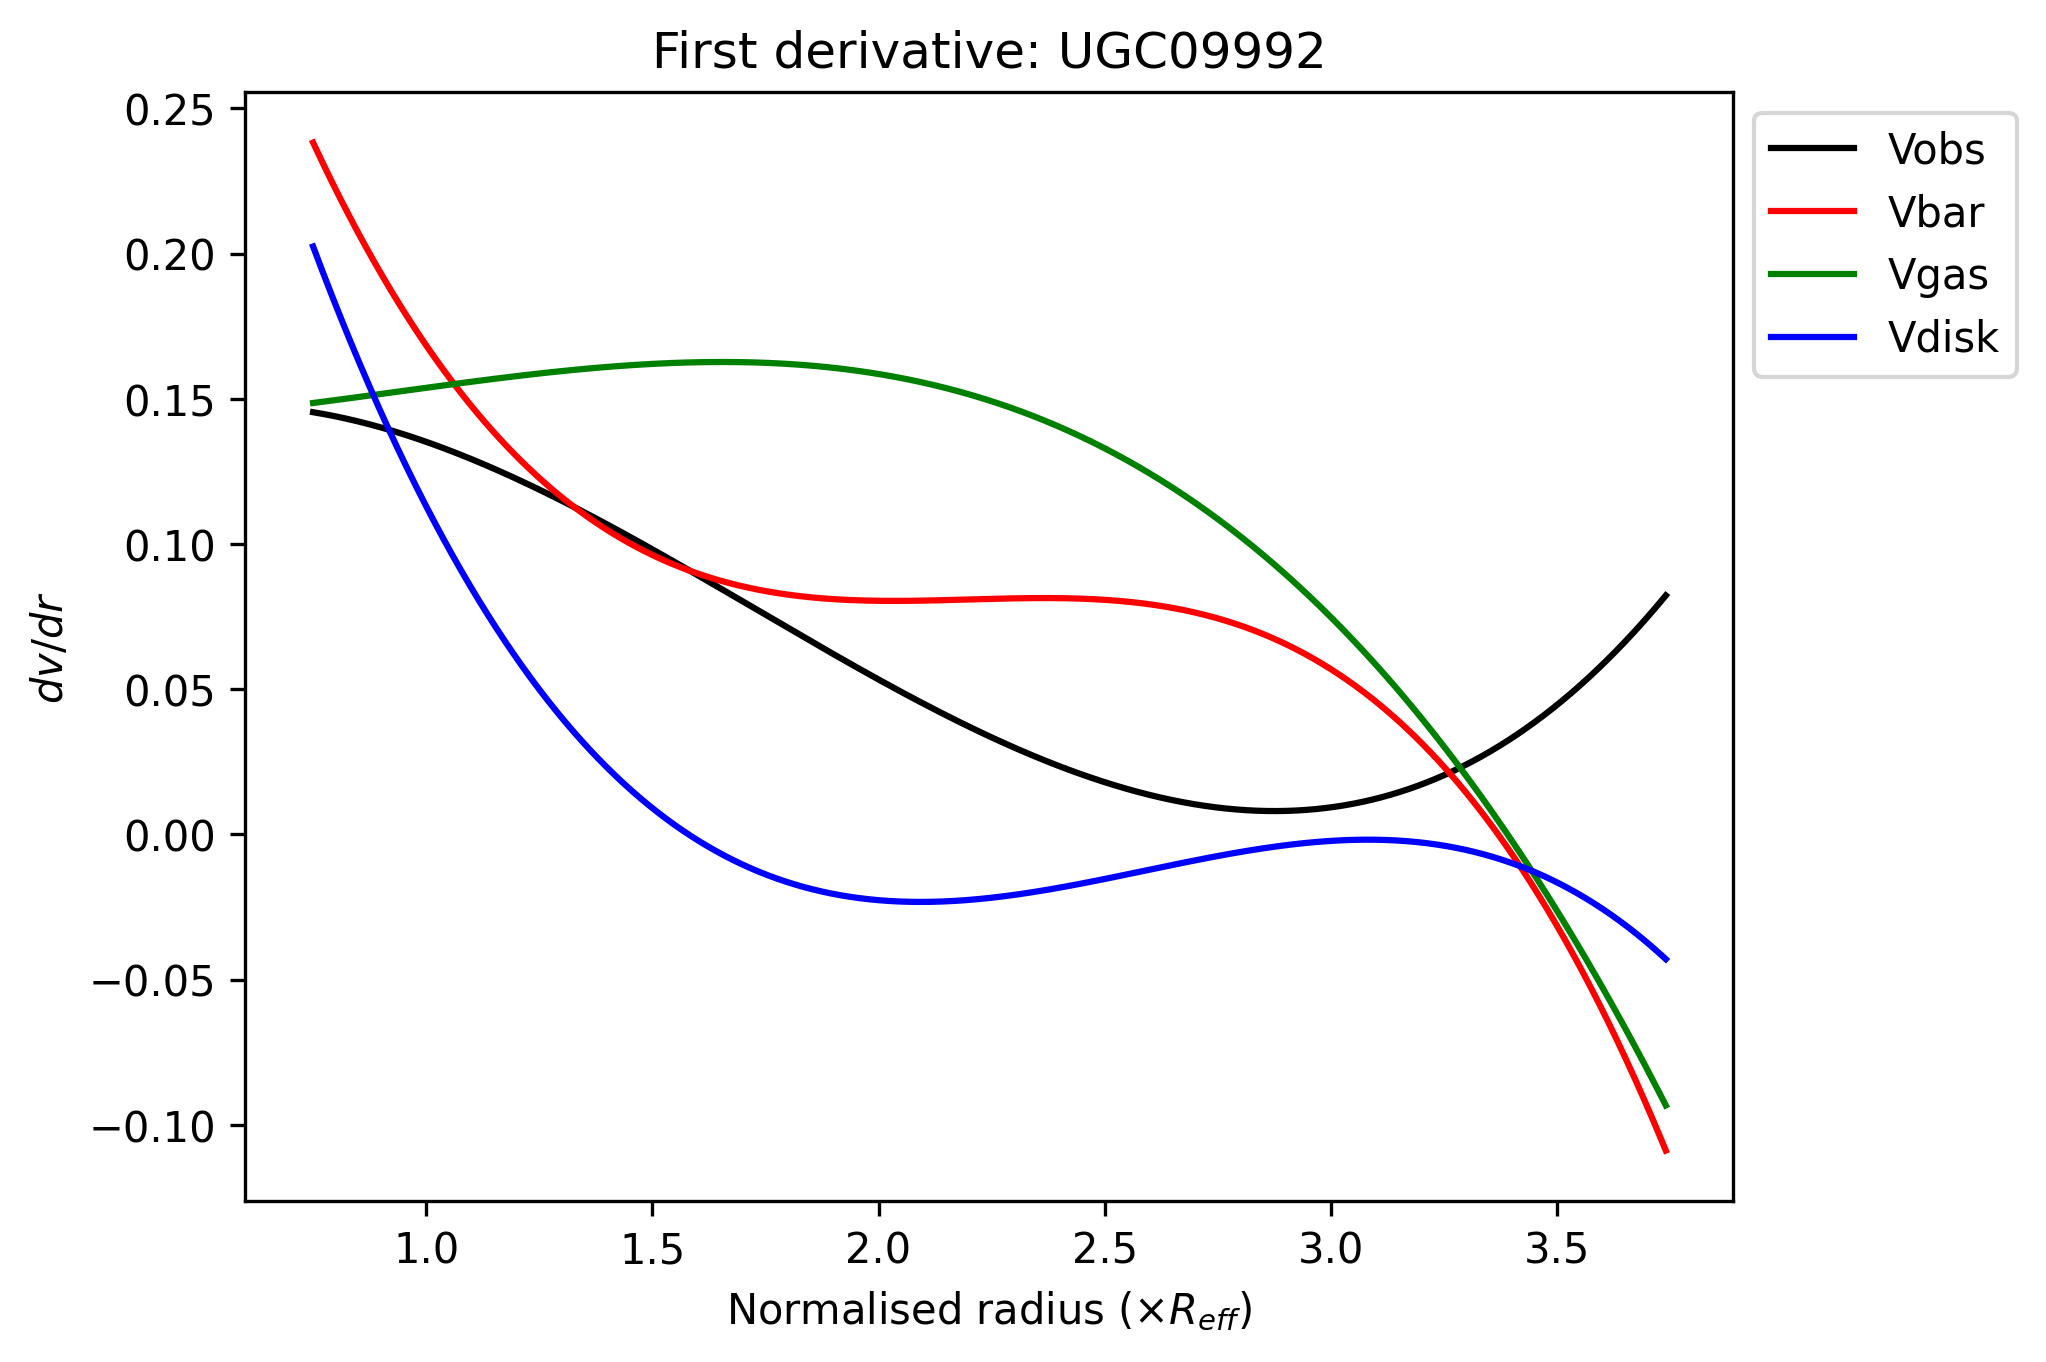 First derivative: UGC09992
0.25
0.20
0.15
0.10
0.05
0.00
−0.05
−0.10
dv/dr
1.0 1.5 2.0 2.5 3.0 3.5
Normalised radius (×R_eff)
Vobs
Vbar
Vgas
Vdisk